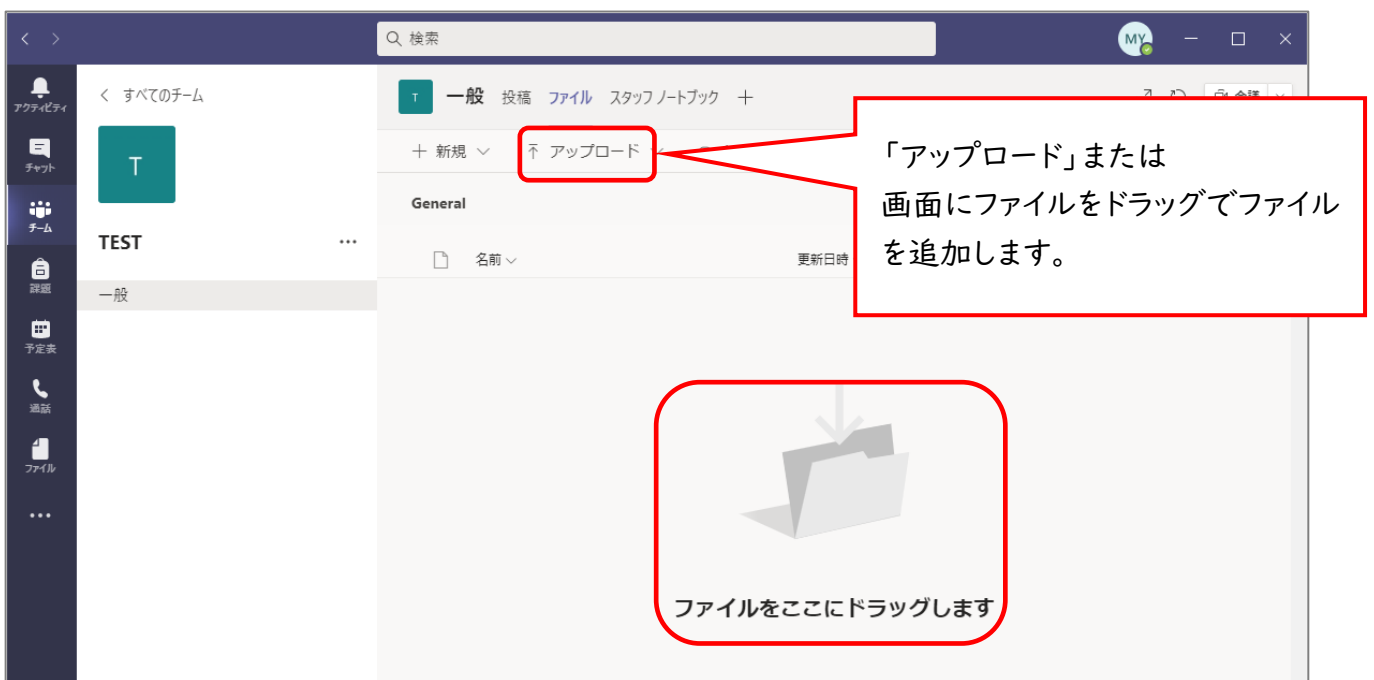 検索
MY
アクティビティ
チャット
チーム
課題
予定表
通話
ファイル
すべてのチーム
T
TEST
一般
T 一般 投稿 ファイル スタッフ ノートブック
新規 アップロード
General
名前 更新日時
「アップロード」または
画面にファイルをドラッグでファイル
を追加します。
ファイルをここにドラッグします